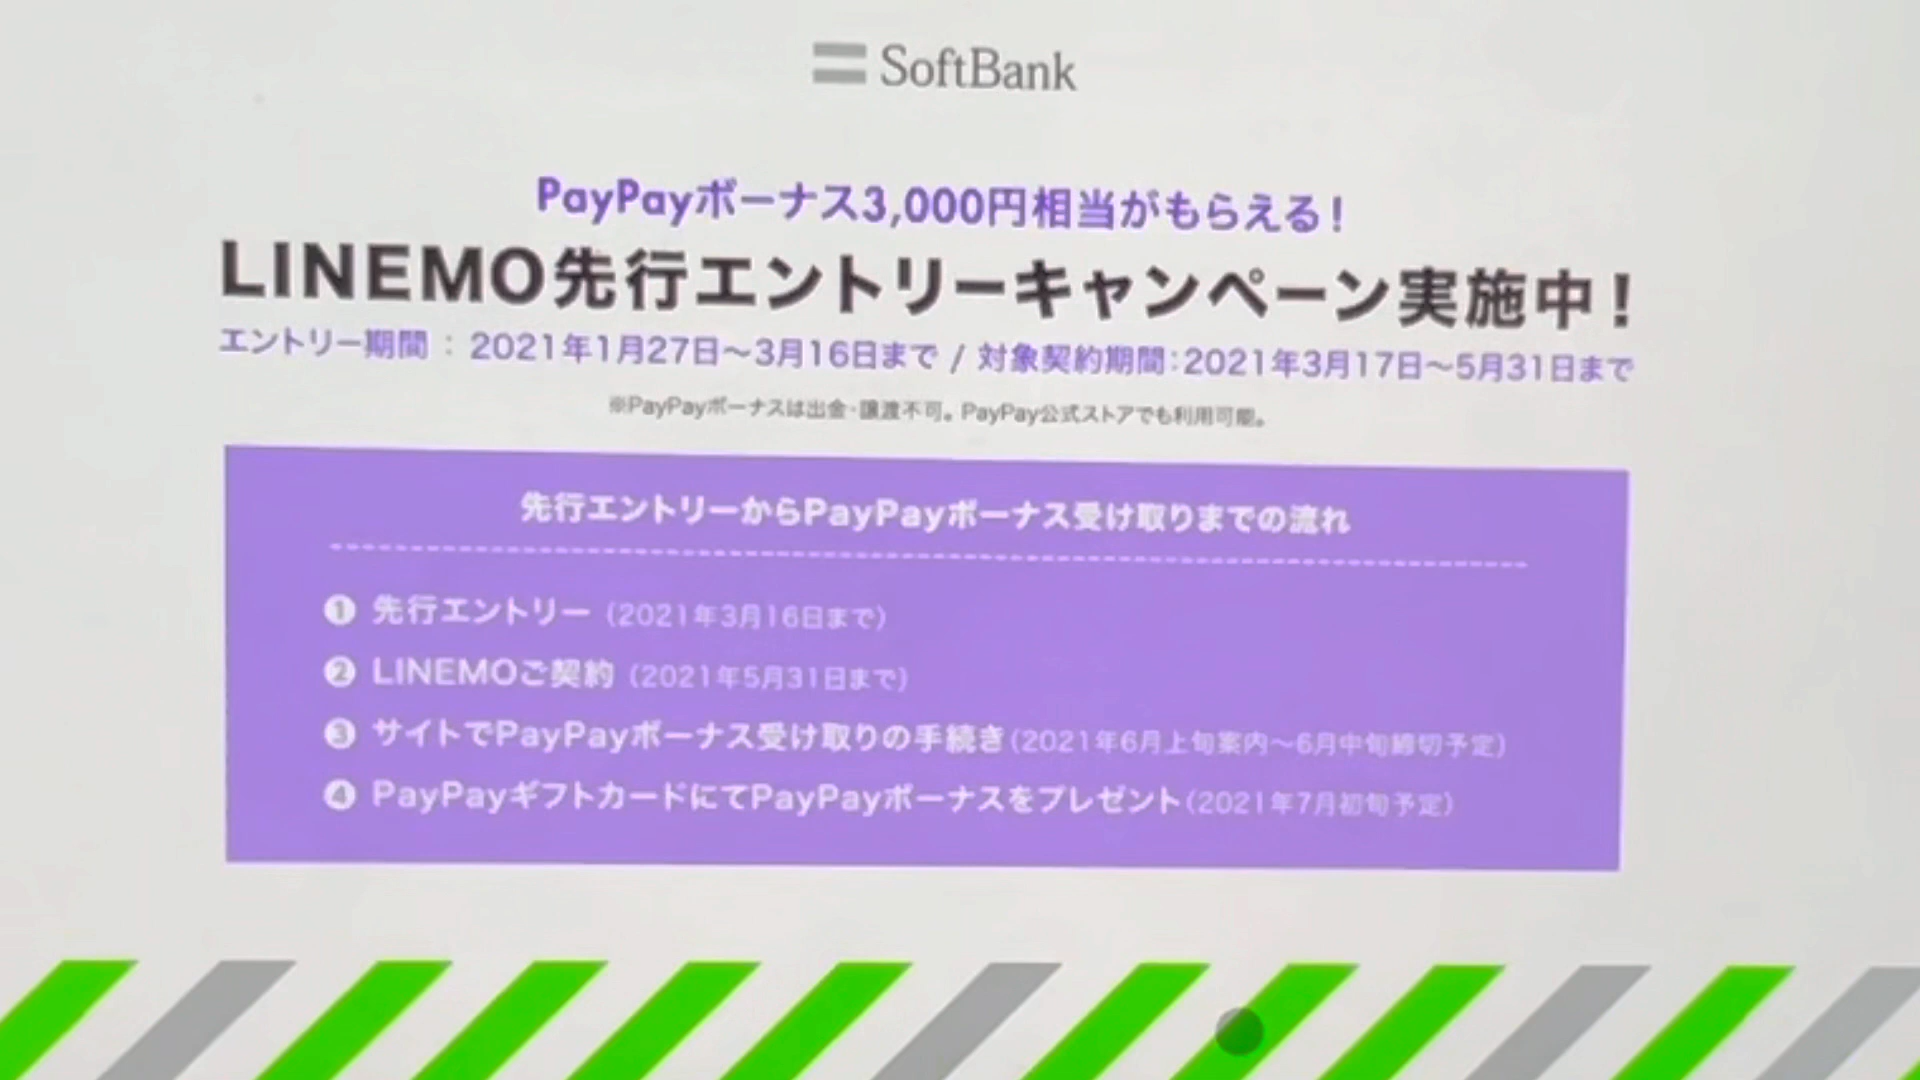 SoftBank
PayPayボーナス3,000円相当がもらえる！
LINEMO先行エントリーキャンペーン実施中！
エントリー期間：2021年1月27日〜3月16日まで / 対象契約期間：2021年3月17日〜5月31日まで
※PayPayボーナスは出金・譲渡不可。PayPay公式ストアでも利用可能。
先行エントリーからPayPayボーナス受け取りまでの流れ
① 先行エントリー（2021年3月16日まで）
② LINEMOご契約（2021年5月31日まで）
③ サイトでPayPayボーナス受け取りの手続き（2021年6月上旬案内〜6月中旬締切予定）
④ PayPayギフトカードにてPayPayボーナスをプレゼント（2021年7月初旬予定）